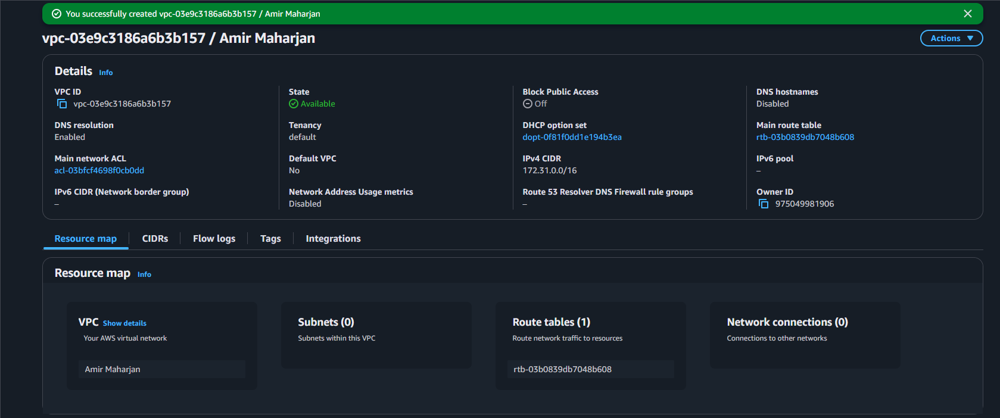 You successfully created vpc-03e9c3186a6b3b157 / Amir Maharjan
vpc-03e9c3186a6b3b157 / Amir Maharjan
Actions
Details Info
VPC ID
vpc-03e9c3186a6b3b157
State
Available
Block Public Access
Off
DNS hostnames
Disabled
DNS resolution
Enabled
Tenancy
default
DHCP option set
dopt-0f81f0dd1e194b3ea
Main route table
rtb-03b0839db7048b608
Main network ACL
acl-03bfcf4698f0cb0dd
Default VPC
No
IPv4 CIDR
172.31.0.0/16
IPv6 pool
–
IPv6 CIDR (Network border group)
–
Network Address Usage metrics
Disabled
Route 53 Resolver DNS Firewall rule groups
–
Owner ID
975049981906
Resource map
CIDRs
Flow logs
Tags
Integrations
Resource map Info
VPC Show details
Your AWS virtual network
Amir Maharjan
Subnets (0)
Subnets within this VPC
Route tables (1)
Route network traffic to resources
rtb-03b0839db7048b608
Network connections (0)
Connections to other networks